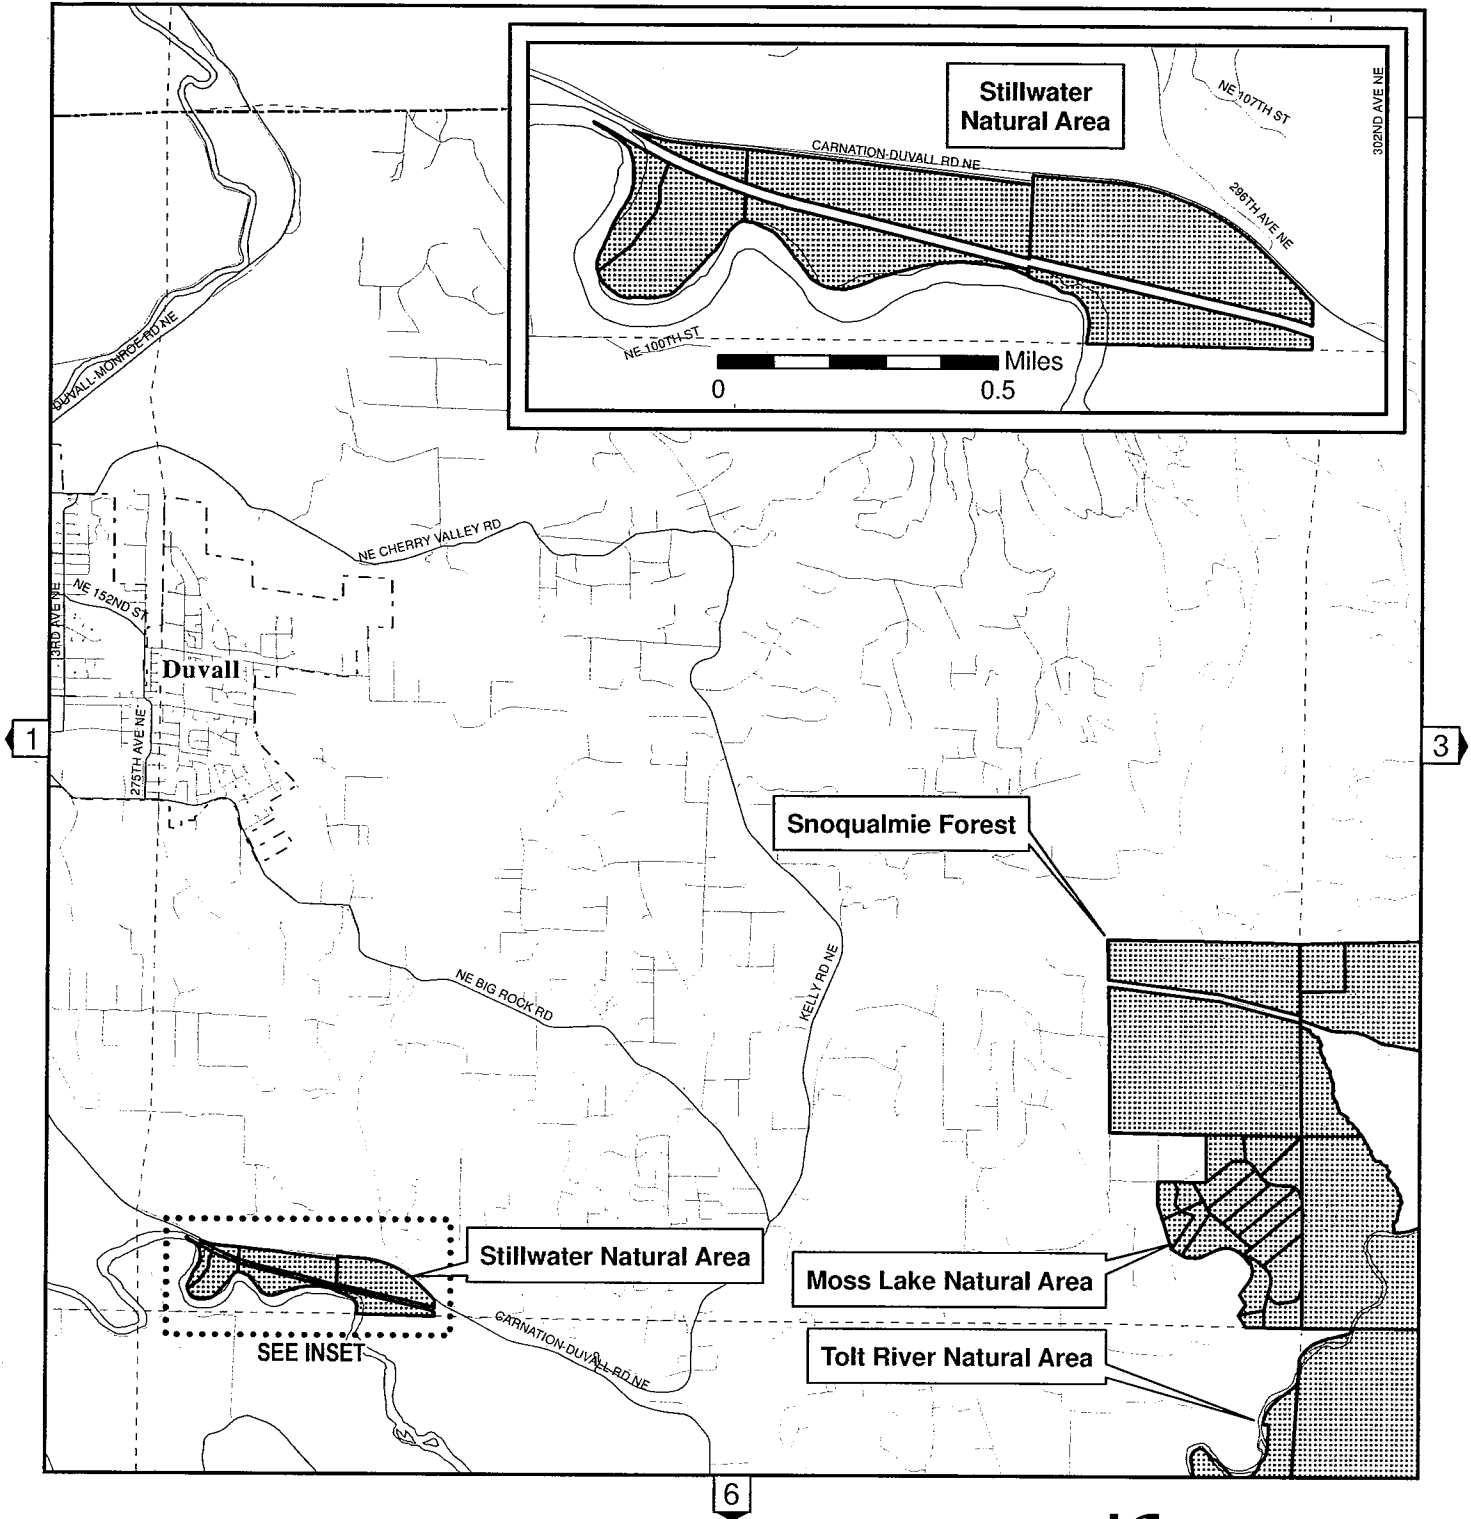 Stillwater
Natural Area
NE 107TH ST
302ND AVE NE
CARNATION-DUVALL RD NE
296TH AVE NE
NE 100TH ST
Miles
0
0.5
DUVALL-MONROE RD NE
NE CHERRY VALLEY RD
NE 152ND ST
3RD AVE NE
Duvall
275TH AVE NE
1
3
Snoqualmie Forest
NE BIG ROCK RD
KELLY RD NE
Stillwater Natural Area
Moss Lake Natural Area
SEE INSET
CARNATION-DUVALL RD NE
Tolt River Natural Area
6